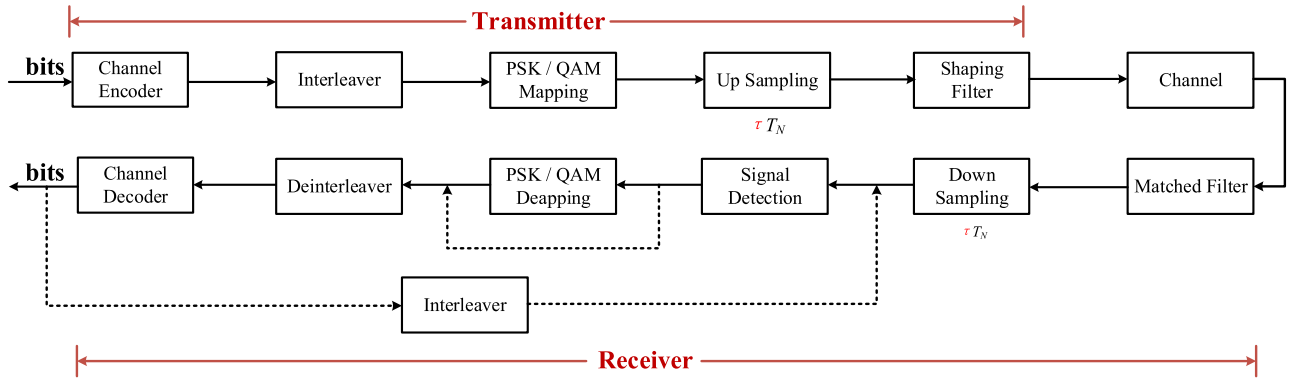 Transmitter
bits
Channel
Encoder
Interleaver
PSK / QAM
Mapping
Up Sampling
Shaping
Filter
Channel
τ T_N
bits
Channel
Decoder
Deinterleaver
PSK / QAM
Deapping
Signal
Detection
Down
Sampling
Matched Filter
τ T_N
Interleaver
Receiver